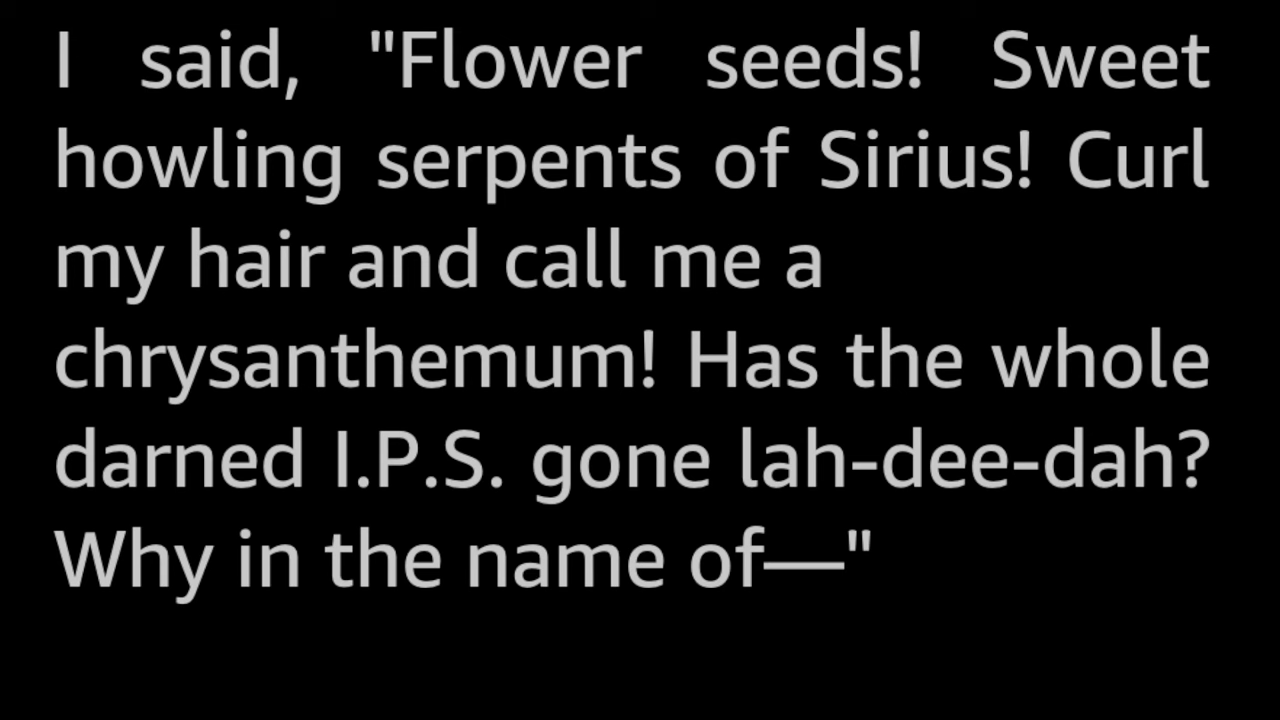 I said, "Flower seeds! Sweet
howling serpents of Sirius! Curl
my hair and call me a
chrysanthemum! Has the whole
darned I.P.S. gone lah-dee-dah?
Why in the name of—"